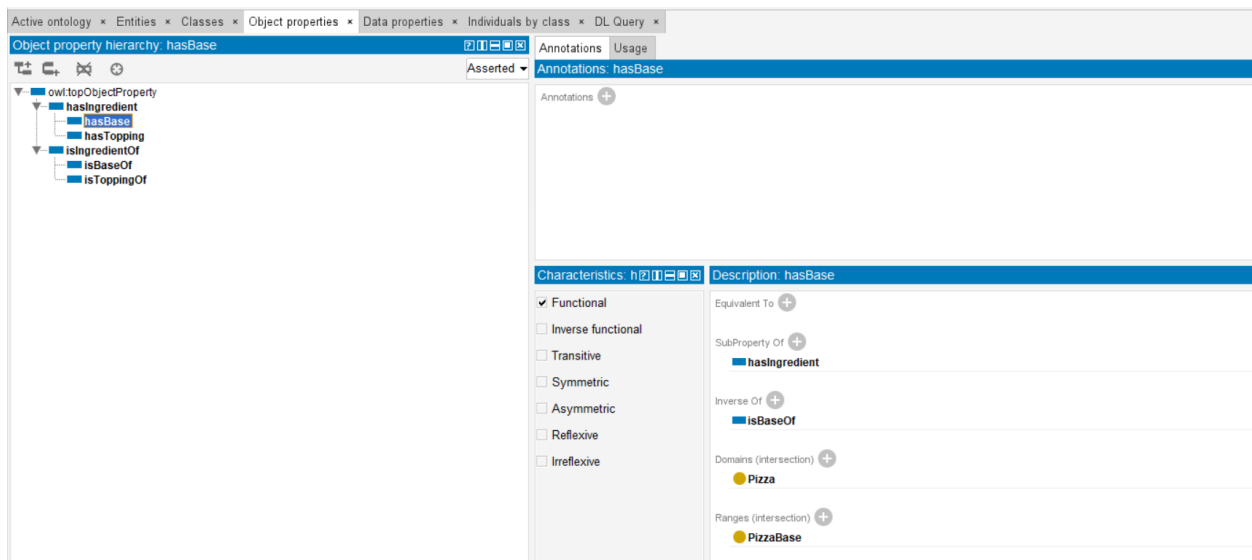 Active ontology × Entities × Classes × Object properties × Data properties × Individuals by class × DL Query ×
Object property hierarchy: hasBase
Asserted
owl:topObjectProperty
hasIngredient
hasBase
hasTopping
isIngredientOf
isBaseOf
isToppingOf
Annotations Usage
Annotations: hasBase
Annotations
Characteristics: h
Functional
Inverse functional
Transitive
Symmetric
Asymmetric
Reflexive
Irreflexive
Description: hasBase
Equivalent To
SubProperty Of
hasIngredient
Inverse Of
isBaseOf
Domains (intersection)
Pizza
Ranges (intersection)
PizzaBase